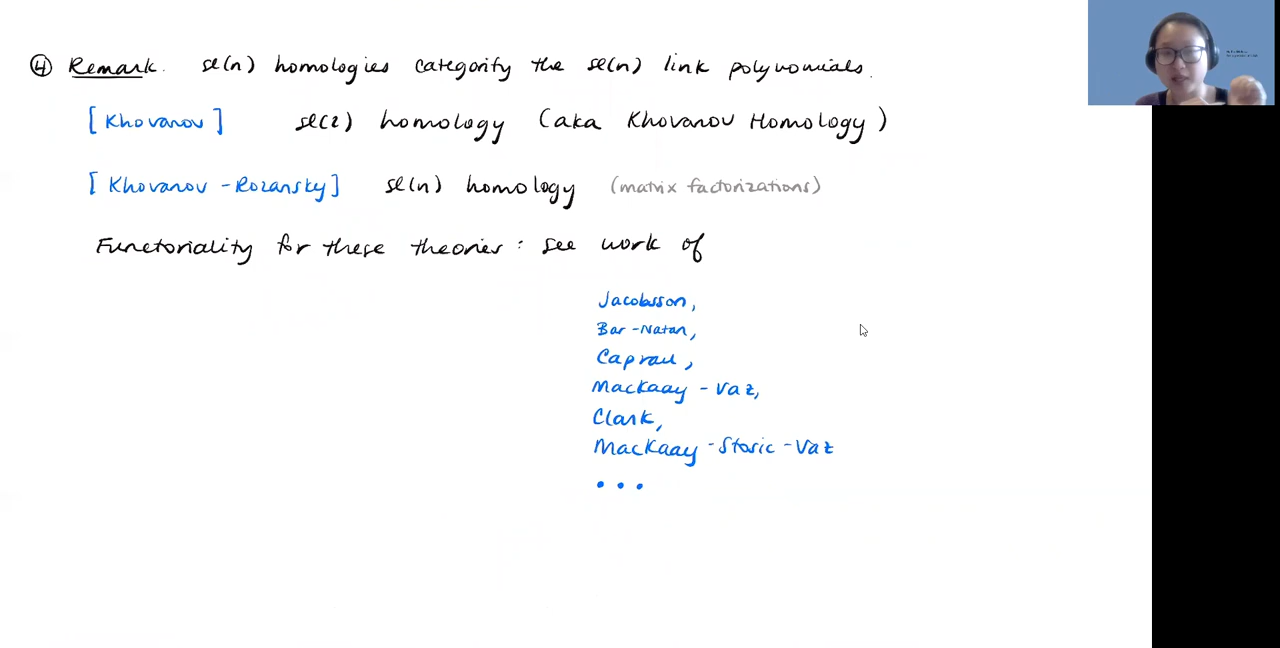 ④ Remark. sl(n) homologies categorify the sl(n) link polynomials.
[Khovanov] sl(2) homology (aka Khovanov Homology)
[Khovanov - Rozansky] sl(n) homology (matrix factorizations)
Functoriality for these theories: see work of
Jacobsson,
Bar-Natan,
Caprau,
Mackaay - Vaz,
Clark,
Mackaay - Stosic - Vaz
• • •